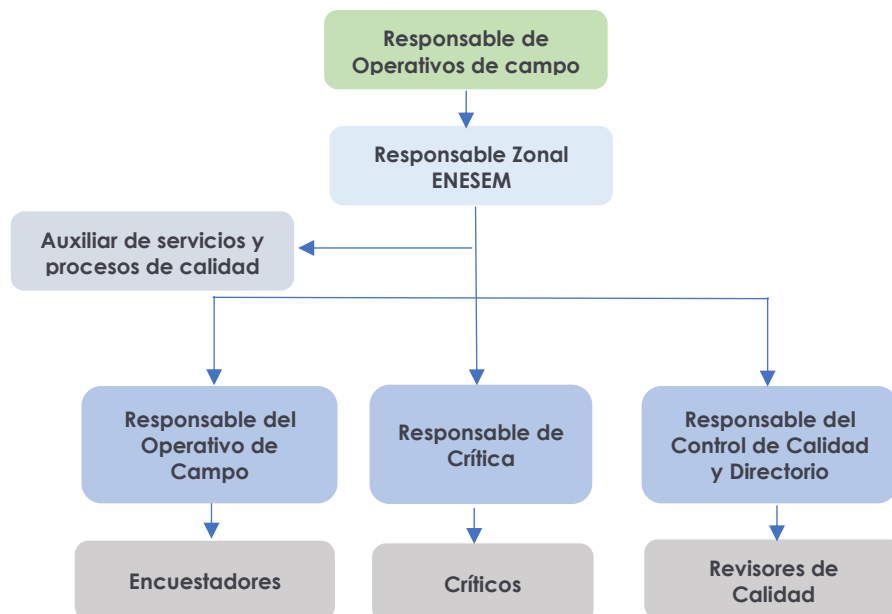 Responsable de
Operativos de campo
Responsable Zonal
ENESEM
Auxiliar de servicios y
procesos de calidad
Responsable del
Operativo de
Campo
Responsable de
Crítica
Responsable del
Control de Calidad
y Directorio
Encuestadores
Críticos
Revisores de
Calidad